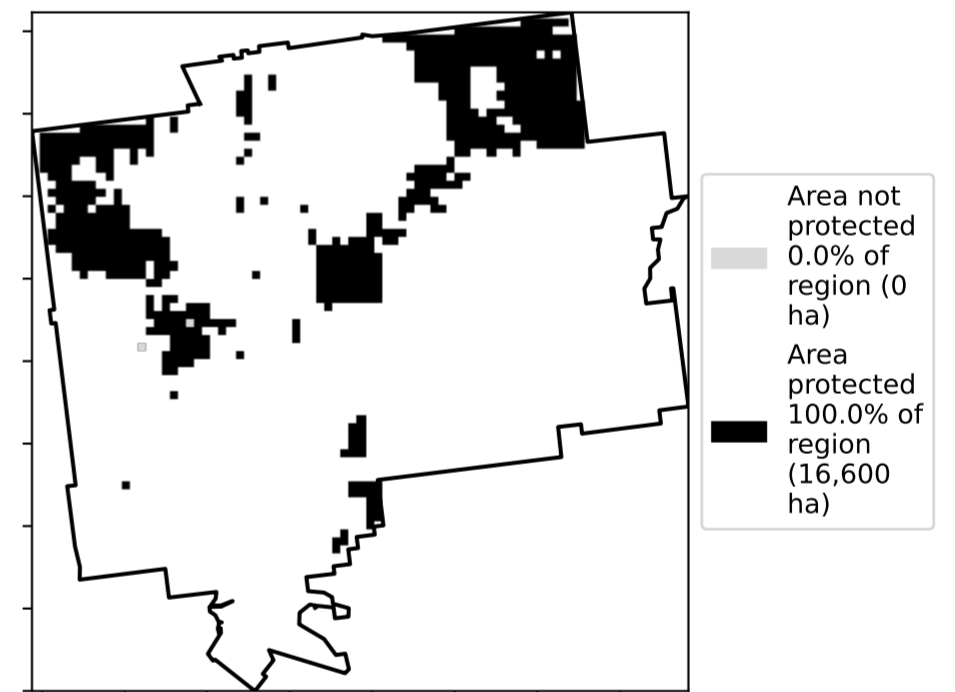 Area not
protected
0.0% of
region (0
ha)
Area
protected
100.0% of
region
(16,600
ha)